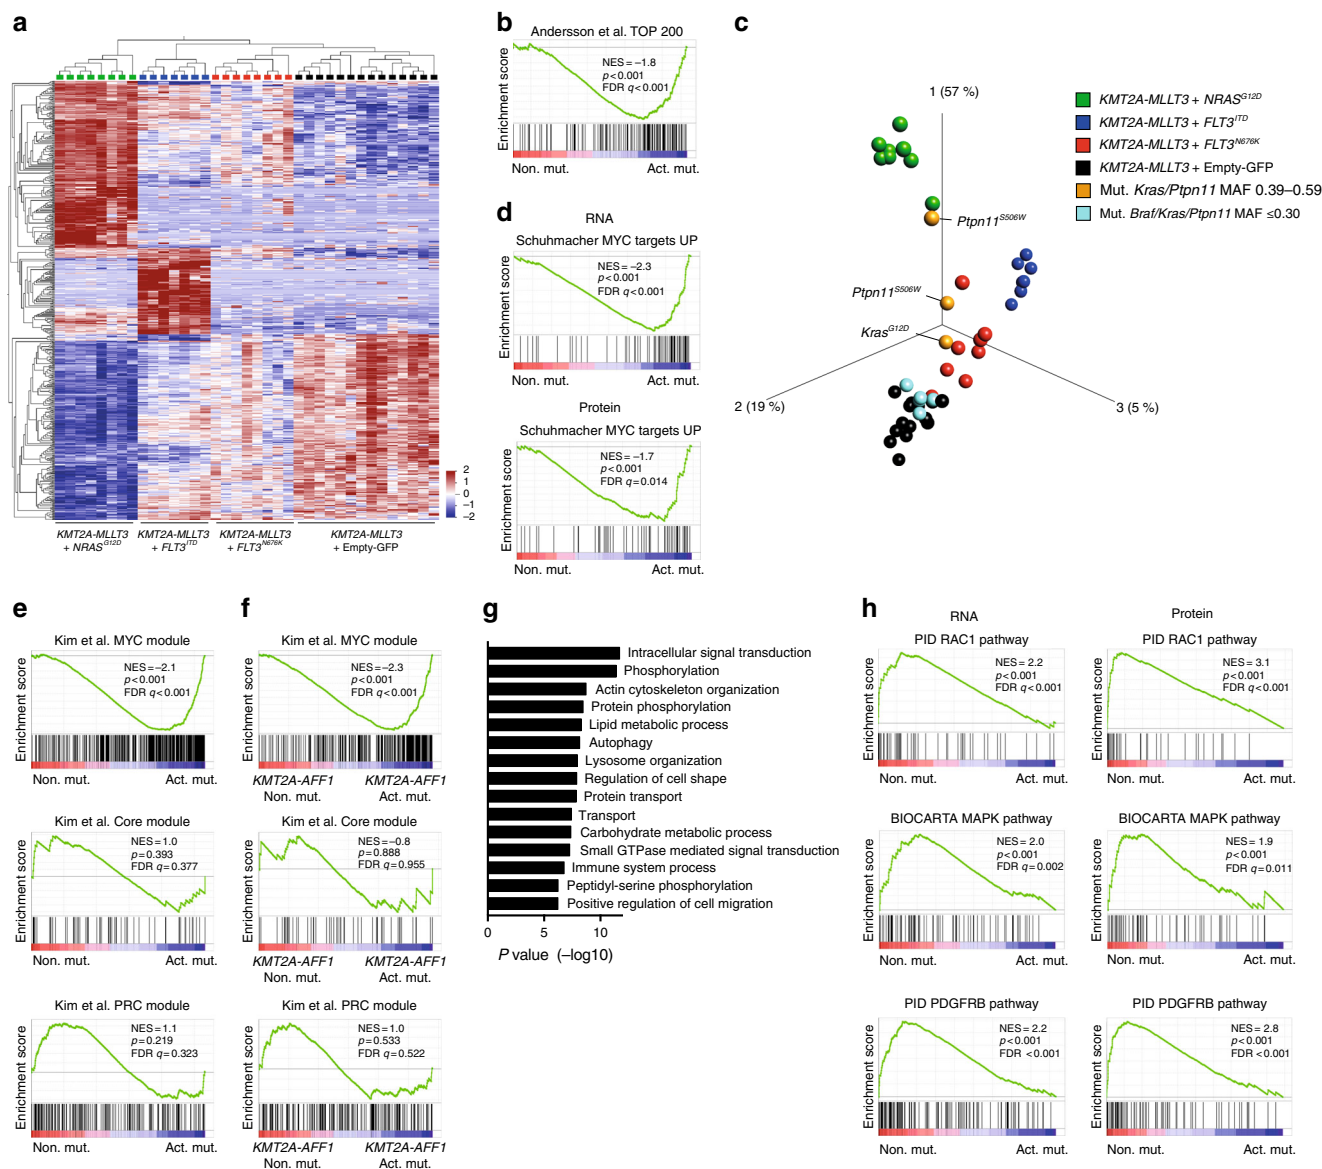 a
2
1
0
−1
−2
KMT2A-MLLT3
+ NRAS^G12D
KMT2A-MLLT3
+ FLT3^ITD
KMT2A-MLLT3
+ FLT3^N676K
KMT2A-MLLT3
+ Empty-GFP
b
Andersson et al. TOP 200
Enrichment score
NES = −1.8
p<0.001
FDR q<0.001
Non. mut.
Act. mut.
c
1 (57 %)
2 (19 %)
3 (5 %)
Ptpn11^S506W
Ptpn11^S506W
Kras^G12D
KMT2A-MLLT3 + NRAS^G12D
KMT2A-MLLT3 + FLT3^ITD
KMT2A-MLLT3 + FLT3^N676K
KMT2A-MLLT3 + Empty-GFP
Mut. Kras/Ptpn11 MAF 0.39–0.59
Mut. Braf/Kras/Ptpn11 MAF ≤0.30
d
RNA
Schuhmacher MYC targets UP
Enrichment score
NES = −2.3
p<0.001
FDR q<0.001
Non. mut.
Act. mut.
Protein
Schuhmacher MYC targets UP
Enrichment score
NES = −1.7
p<0.001
FDR q=0.014
Non. mut.
Act. mut.
e
Kim et al. MYC module
Enrichment score
NES = −2.1
p<0.001
FDR q<0.001
Non. mut.
Act. mut.
Kim et al. Core module
Enrichment score
NES = 1.0
p=0.393
FDR q=0.377
Non. mut.
Act. mut.
Kim et al. PRC module
Enrichment score
NES = 1.1
p=0.219
FDR q=0.323
Non. mut.
Act. mut.
f
Kim et al. MYC module
Enrichment score
NES = −2.3
p<0.001
FDR q<0.001
KMT2A-AFF1
Non. mut.
KMT2A-AFF1
Act. mut.
Kim et al. Core module
Enrichment score
NES = −0.8
p=0.888
FDR q=0.955
KMT2A-AFF1
Non. mut.
KMT2A-AFF1
Act. mut.
Kim et al. PRC module
Enrichment score
NES = 1.0
p=0.533
FDR q=0.522
KMT2A-AFF1
Non. mut.
KMT2A-AFF1
Act. mut.
g
Intracellular signal transduction
Phosphorylation
Actin cytoskeleton organization
Protein phosphorylation
Lipid metabolic process
Autophagy
Lysosome organization
Regulation of cell shape
Protein transport
Transport
Carbohydrate metabolic process
Small GTPase mediated signal transduction
Immune system process
Peptidyl-serine phosphorylation
Positive regulation of cell migration
0
5
10
P value (−log10)
h
RNA
PID RAC1 pathway
Enrichment score
NES = 2.2
p<0.001
FDR q<0.001
Non. mut.
Act. mut.
Protein
PID RAC1 pathway
Enrichment score
NES = 3.1
p<0.001
FDR q<0.001
Non. mut.
Act. mut.
BIOCARTA MAPK pathway
Enrichment score
NES = 2.0
p<0.001
FDR q=0.002
Non. mut.
Act. mut.
BIOCARTA MAPK pathway
Enrichment score
NES = 1.9
p<0.001
FDR q=0.011
Non. mut.
Act. mut.
PID PDGFRB pathway
Enrichment score
NES = 2.2
p<0.001
FDR <0.001
Non. mut.
Act. mut.
PID PDGFRB pathway
Enrichment score
NES = 2.8
p<0.001
FDR <0.001
Non. mut.
Act. mut.